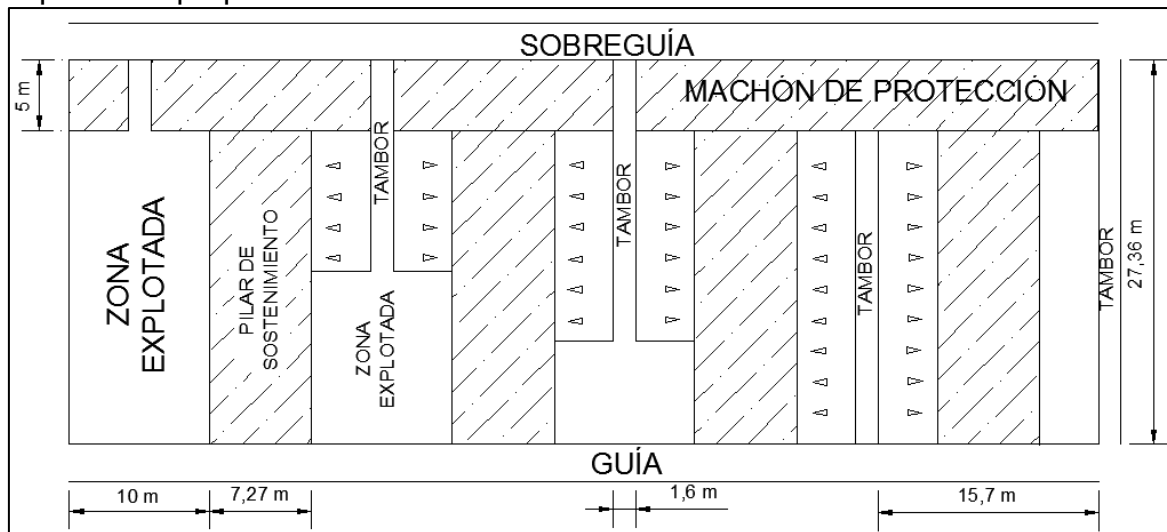 SOBREGUÍA
5 m
MACHÓN DE PROTECCIÓN
ZONA
EXPLOTADA
PILAR DE
SOSTENIMIENTO
TAMBOR
ZONA
EXPLOTADA
TAMBOR
TAMBOR
TAMBOR
27,36 m
GUÍA
10 m
7,27 m
1,6 m
15,7 m